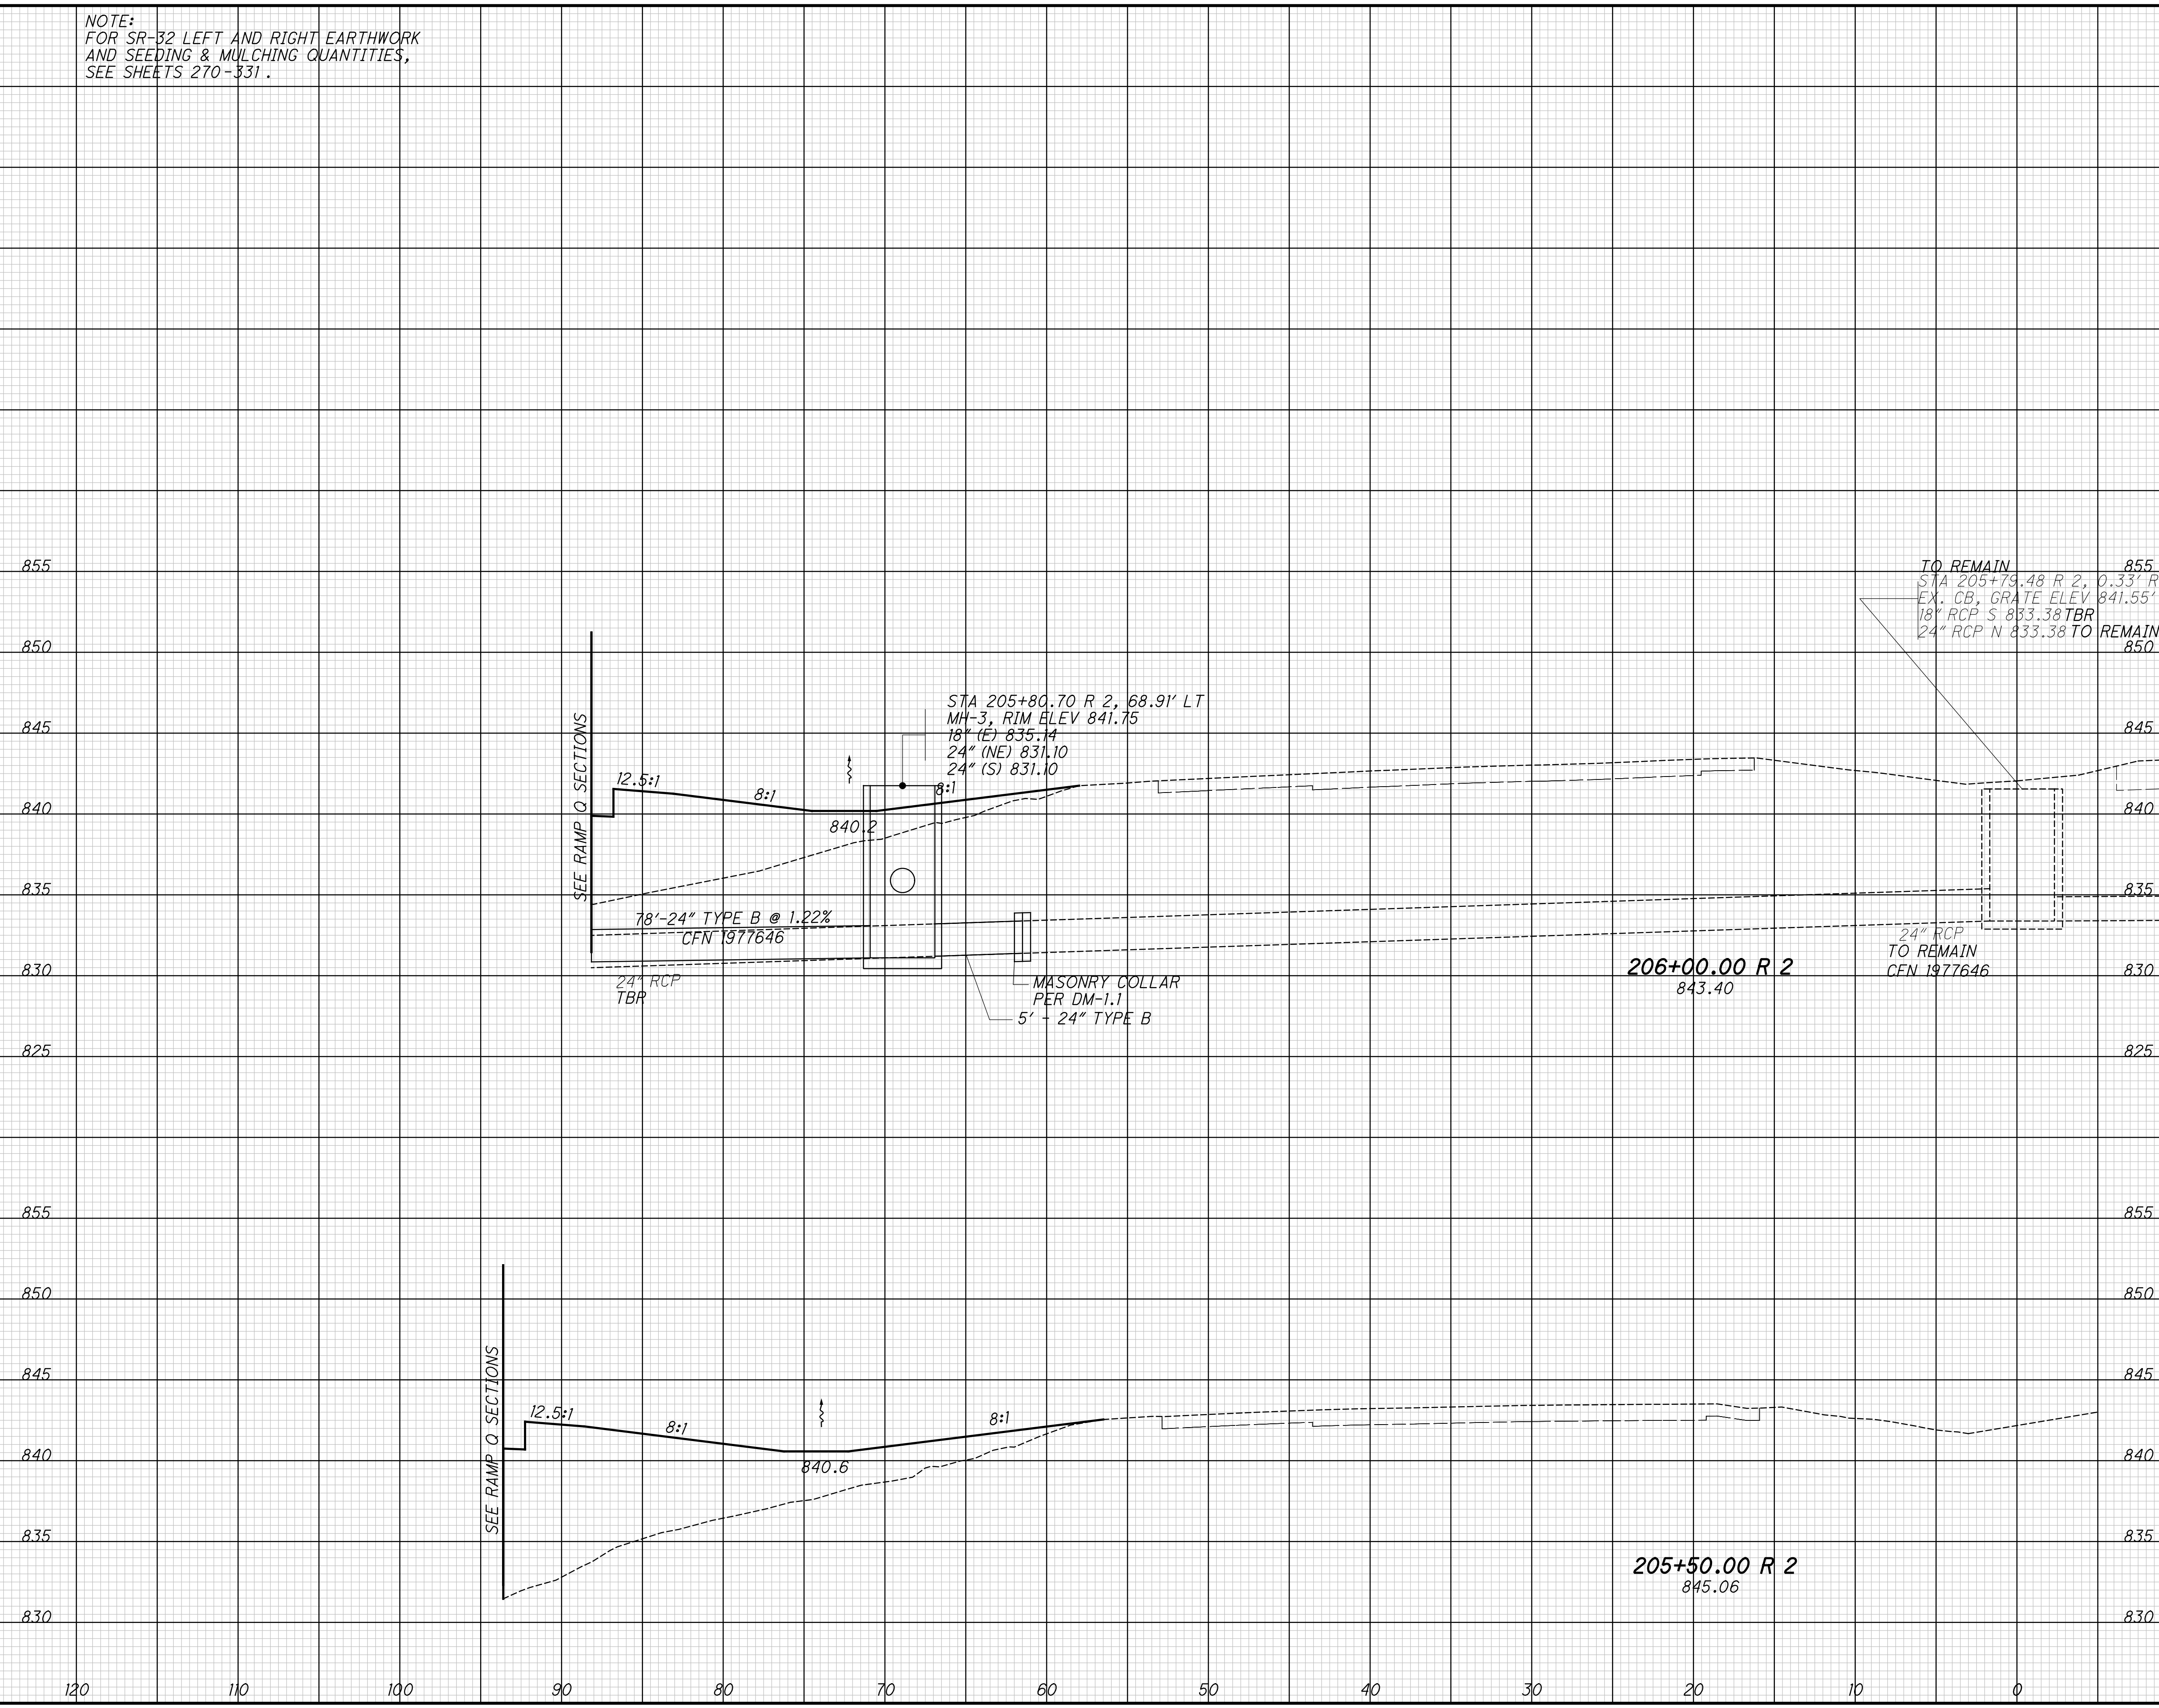 NOTE:
FOR SR-32 LEFT AND RIGHT EARTHWORK
AND SEEDING & MULCHING QUANTITIES,
SEE SHEETS 270-331.
855
850
845
840
835
830
825
SEE RAMP Q SECTIONS
12.5:1
8:1
840.2
8:1
STA 205+80.70 R 2, 68.91' LT
MH-3, RIM ELEV 841.75
18" (E) 835.14
24" (NE) 831.10
24" (S) 831.10
78'-24" TYPE B @ 1.22%
CFN 1977646
24" RCP
TBR
MASONRY COLLAR
PER DM-1.1
5' - 24" TYPE B
206+00.00 R 2
843.40
TO REMAIN
STA 205+79.48 R 2, 0.33' R
EX. CB, GRATE ELEV 841.55'
18" RCP S 833.38 TBR
24" RCP N 833.38 TO REMAIN
24" RCP
TO REMAIN
CFN 1977646
855
850
845
840
835
830
825
855
850
845
840
835
830
SEE RAMP Q SECTIONS
12.5:1
8:1
840.6
8:1
205+50.00 R 2
845.06
855
850
845
840
835
830
120 110 100 90 80 70 60 50 40 30 20 10 0